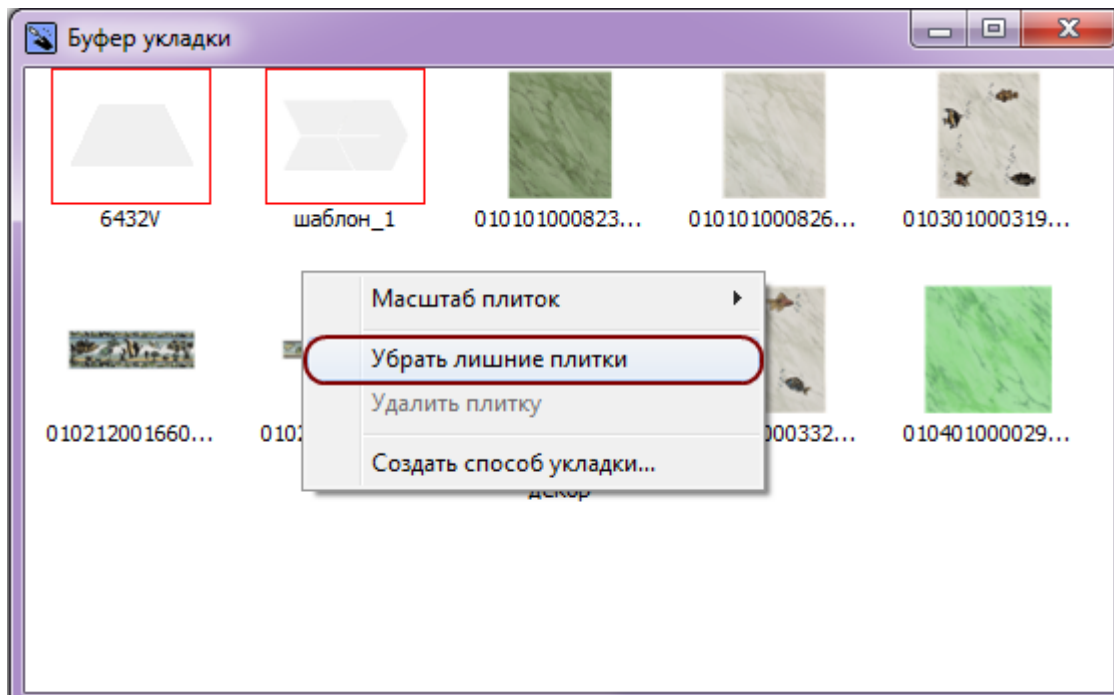 Буфер укладки
6432V
шаблон_1
010101000823...
010101000826...
010301000319...
Масштаб плиток
Убрать лишние плитки
Удалить плитку
Создать способ укладки...
010212001660...
0102
000332...
010401000029...
декор